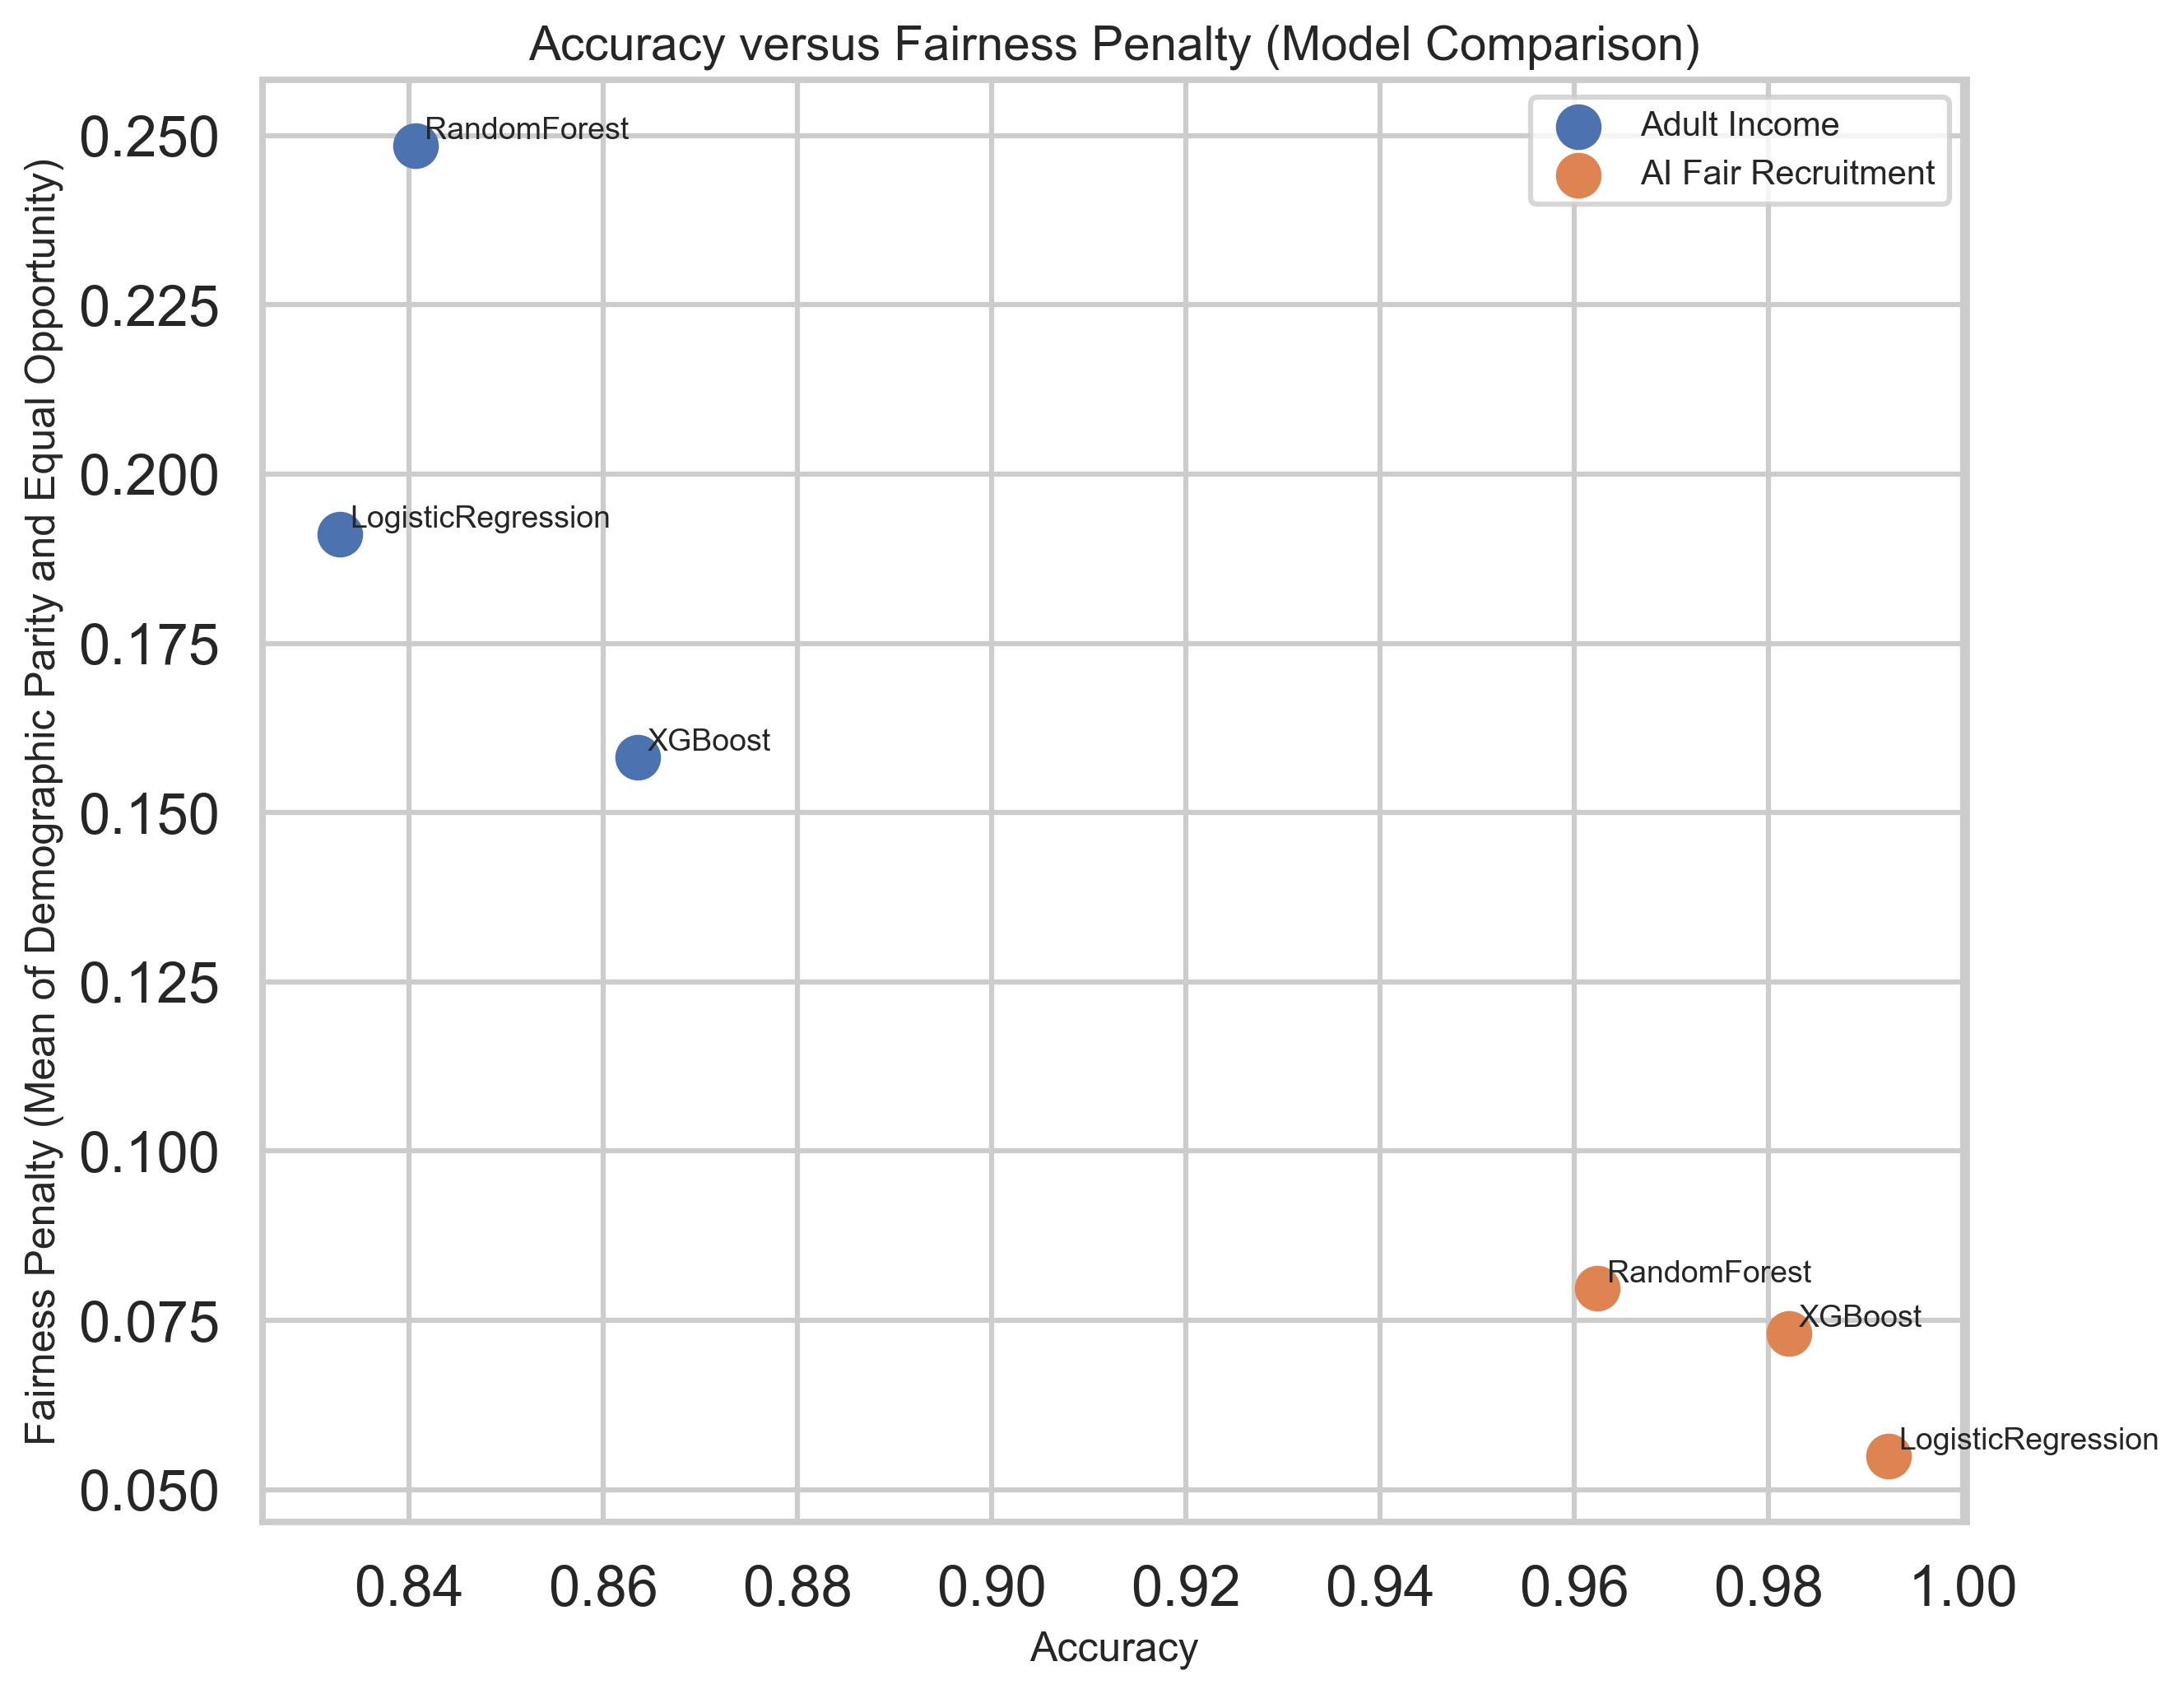 Accuracy versus Fairness Penalty (Model Comparison)
Adult Income
AI Fair Recruitment
Fairness Penalty (Mean of Demographic Parity and Equal Opportunity)
0.250
0.225
0.200
0.175
0.150
0.125
0.100
0.075
0.050
RandomForest
LogisticRegression
XGBoost
RandomForest
XGBoost
LogisticRegression
0.84 0.86 0.88 0.90 0.92 0.94 0.96 0.98 1.00
Accuracy